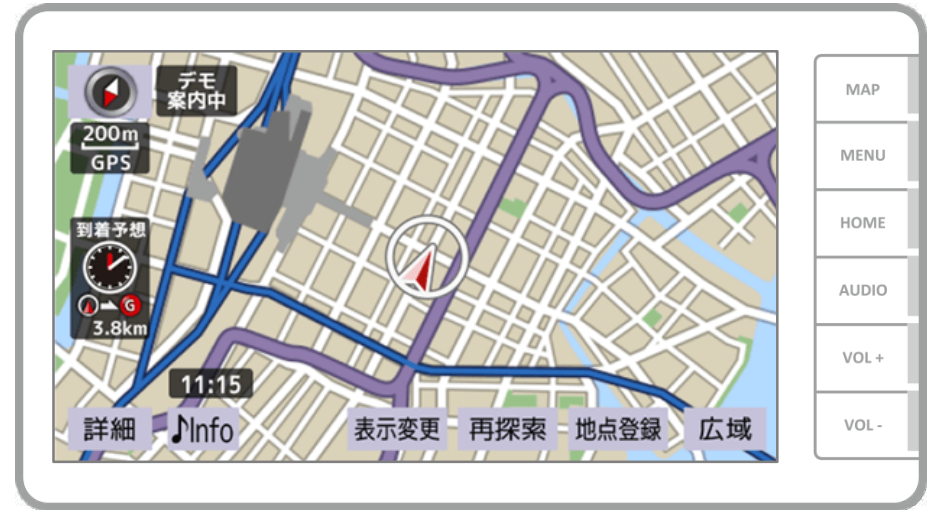 デモ
案内中
200m
GPS
到着予想
G
3.8km
11:15
詳細
♪Info
表示変更
再探索
地点登録
広域
MAP
MENU
HOME
AUDIO
VOL +
VOL -